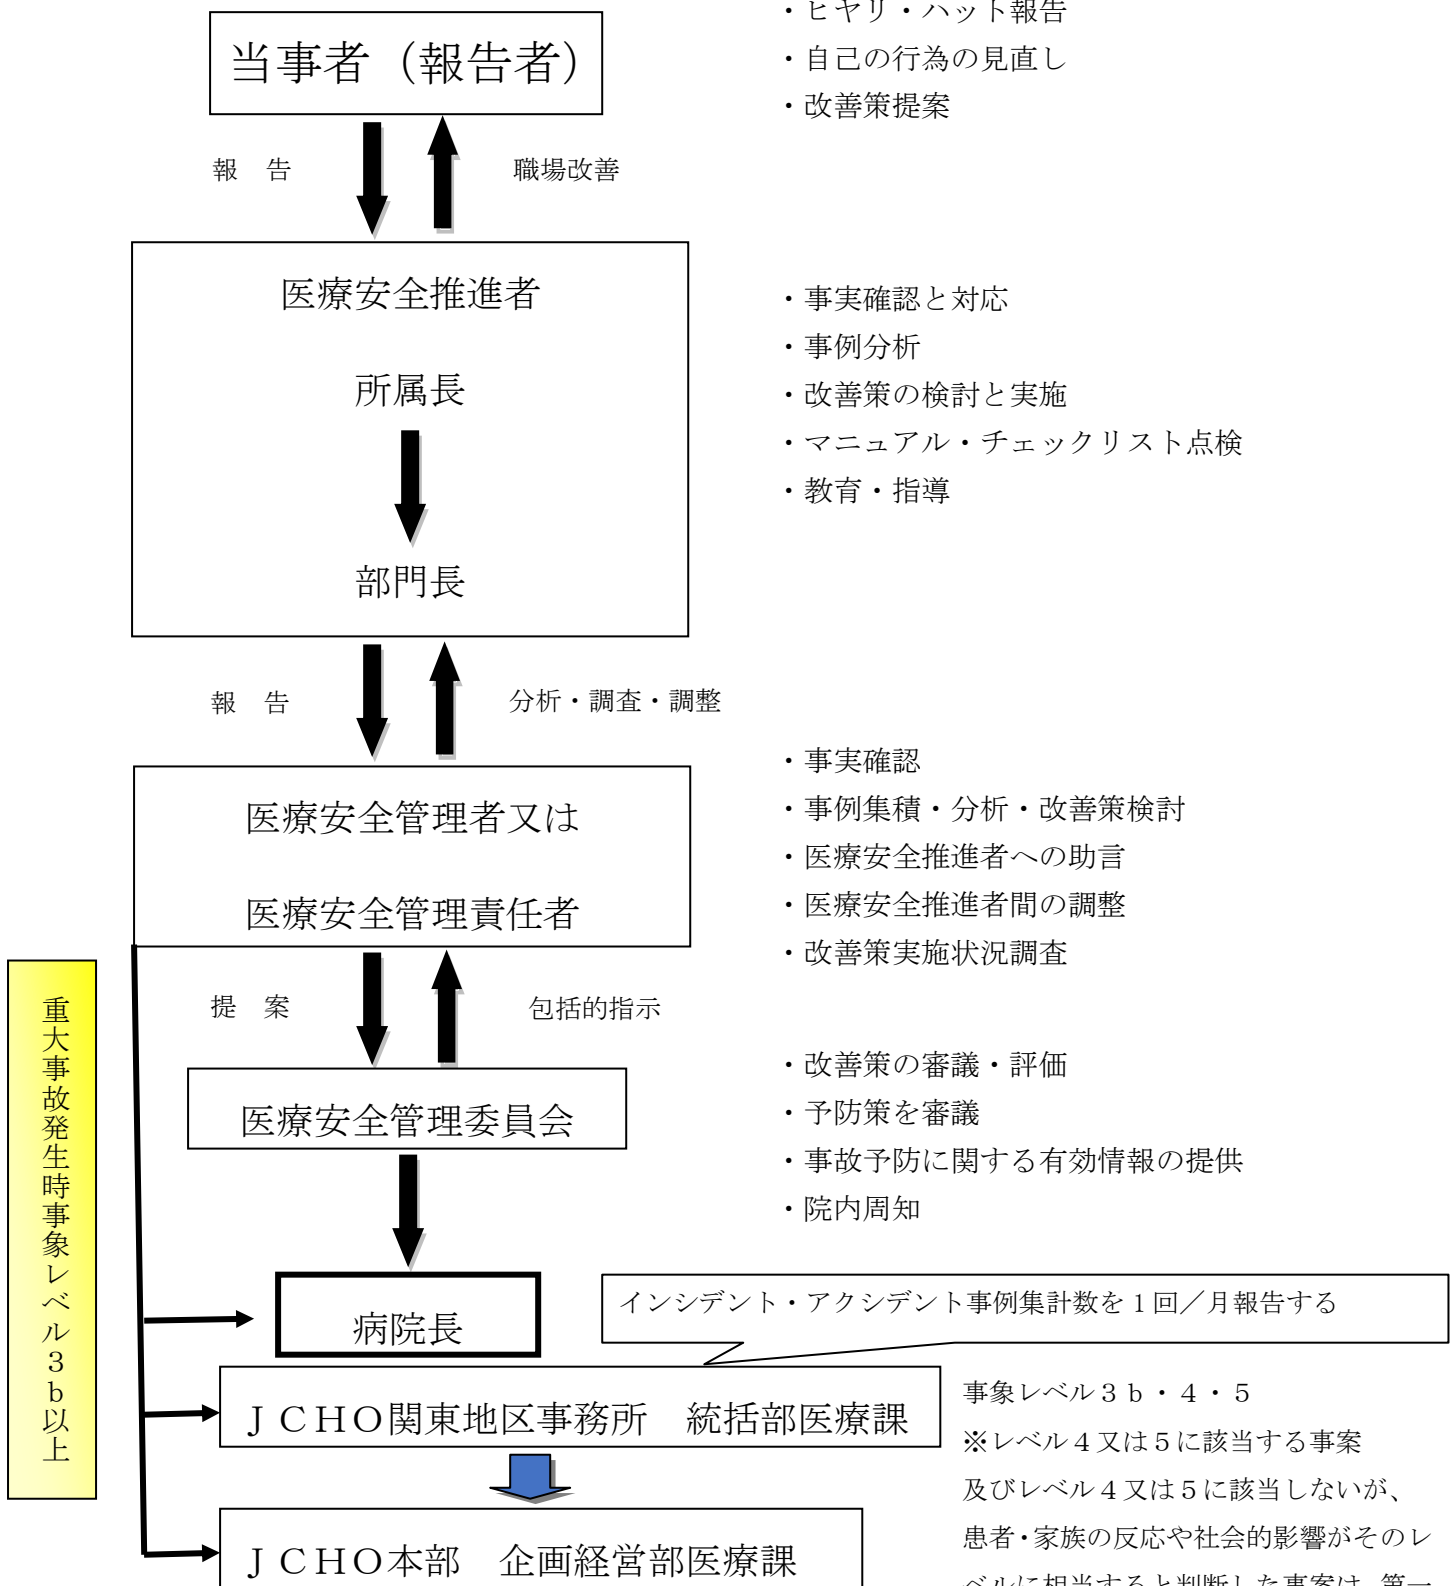 ・ヒヤリ・ハット報告
当事者（報告者）
・自己の行為の見直し
・改善策提案
報　告
職場改善
医療安全推進者
所属長
部門長
・事実確認と対応
・事例分析
・改善策の検討と実施
・マニュアル・チェックリスト点検
・教育・指導
報　告
分析・調査・調整
医療安全管理者又は
医療安全管理責任者
・事実確認
・事例集積・分析・改善策検討
・医療安全推進者への助言
・医療安全推進者間の調整
・改善策実施状況調査
提　案
包括的指示
医療安全管理委員会
・改善策の審議・評価
・予防策を審議
・事故予防に関する有効情報の提供
・院内周知
重大事故発生時事象レベル３ｂ以上
病院長
インシデント・アクシデント事例集計数を１回／月報告する
ＪＣＨＯ関東地区事務所　統括部医療課
ＪＣＨＯ本部　企画経営部医療課
事象レベル３ｂ・４・５
※レベル４又は５に該当する事案
及びレベル４又は５に該当しないが、
患者・家族の反応や社会的影響がそのレ
ベルに相当すると判断した事案は、第一